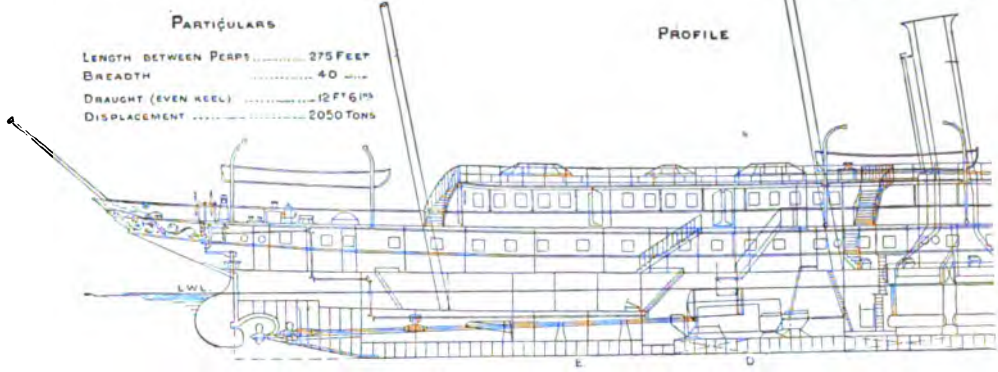 PARTICULARS
LENGTH BETWEEN PERPS ......... 275 FEET
BREADTH ............ 40
DRAUGHT (EVEN KEEL) ............ 12 FT 6 INS
DISPLACEMENT ............ 2050 TONS
PROFILE
L.W.L.
E.
D